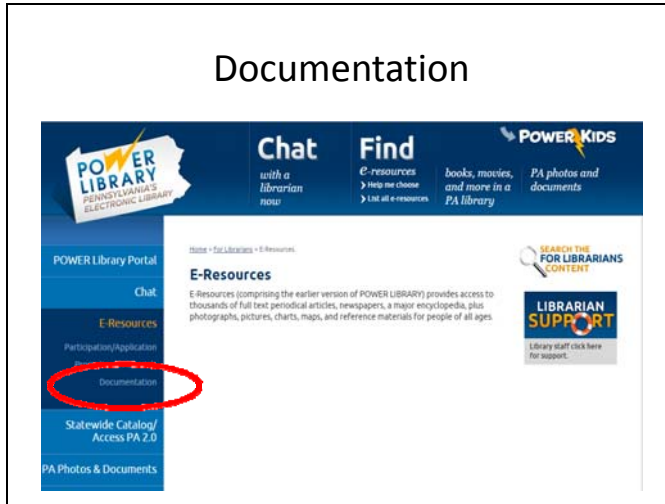 Documentation
POWER
LIBRARY
PENNSYLVANIA'S
ELECTRONIC LIBRARY
Chat
with a
librarian
now
Find
e-resources
Help me choose
List all e-resources
books, movies,
and more in a
PA library
POWER KIDS
PA photos and
documents
POWER Library Portal
Chat
E-Resources
Participation/Application
Documentation
Statewide Catalog/
Access PA 2.0
PA Photos & Documents
Home » For Librarians » E-Resources
E-Resources
E-Resources (comprising the earlier version of POWER LIBRARY) provides access to
thousands of full text periodical articles, newspapers, a major encyclopedia, plus
photographs, pictures, charts, maps, and reference materials for people of all ages.
SEARCH THE
FOR LIBRARIANS
CONTENT
LIBRARIAN
SUPPORT
Library staff click here
for support.